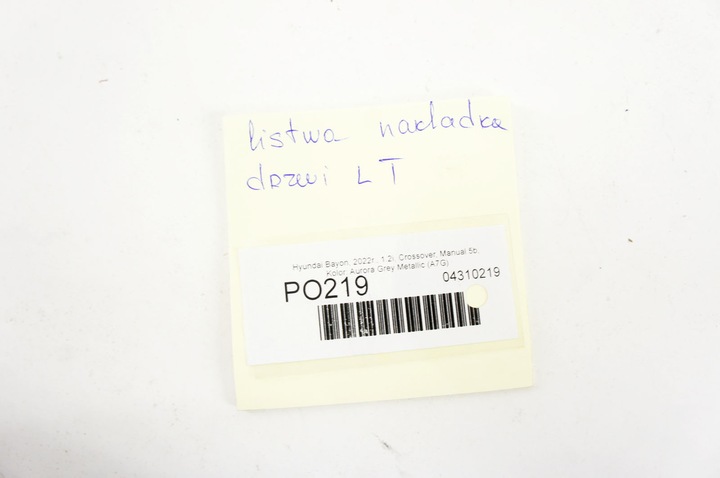 listwa nakładka
drzwi LT
Hyundai Bayon, 2022r., 1.2i, Crossover, Manual 5b.
Kolor: Aurora Grey Metallic (A7G)
PO219
04310219